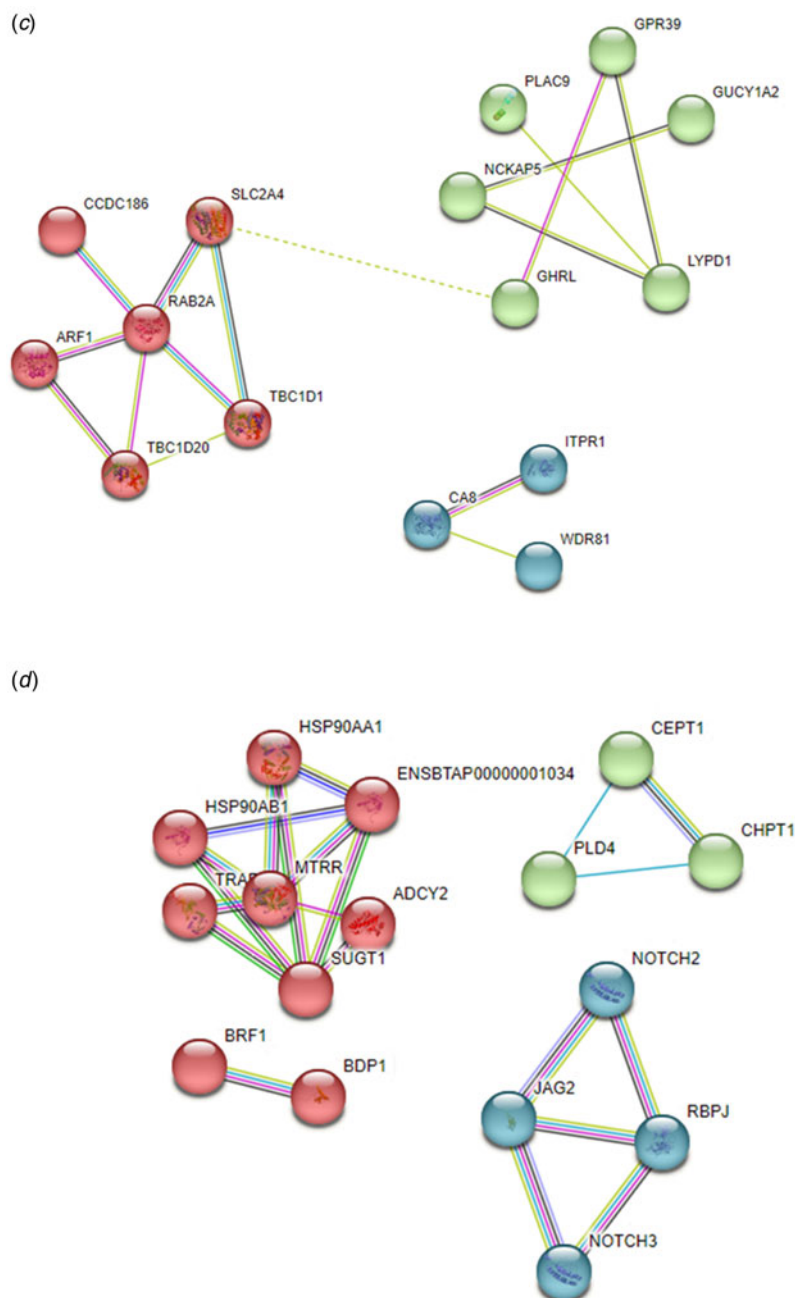 (c)
GPR39
PLAC9
GUCY1A2
NCKAP5
SLC2A4
CCDC186
LYPD1
GHRL
RAB2A
ARF1
TBC1D1
TBC1D20
ITPR1
CA8
WDR81
(d)
HSP90AA1
CEPT1
ENSBTAP00000001034
HSP90AB1
CHPT1
PLD4
MTRR
ADCY2
SUGT1
NOTCH2
BRF1
BDP1
JAG2
RBPJ
NOTCH3